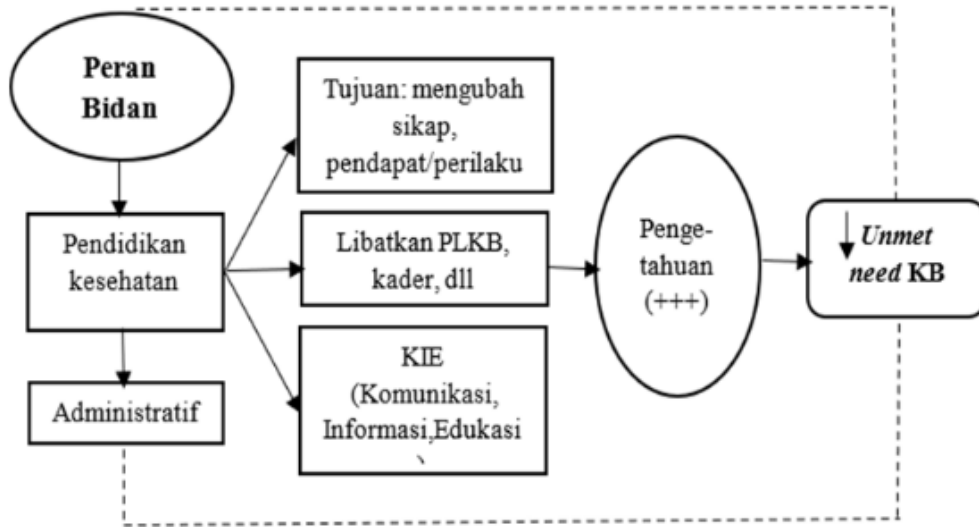 Peran
Bidan
Pendidikan
kesehatan
Administratif
Tujuan: mengubah
sikap,
pendapat/perilaku
Libatkan PLKB,
kader, dll
KIE
(Komunikasi,
Informasi,Edukasi
Penge-
tahuan
(+++)
↓ Unmet
need KB